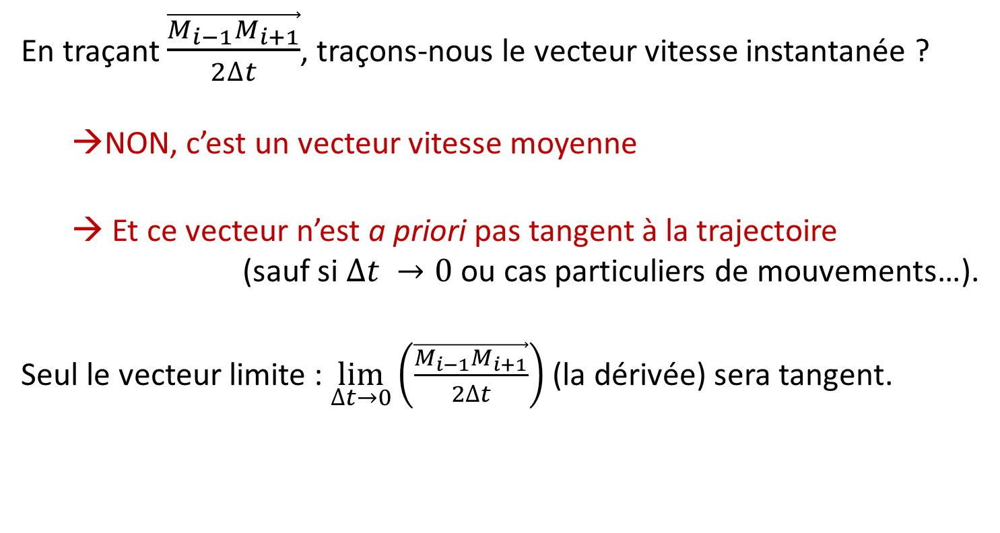 En traçant $\frac{\overrightarrow{M_{i-1}M_{i+1}}}{2\Delta t}$, traçons-nous le vecteur vitesse instantanée ?
→NON, c’est un vecteur vitesse moyenne
→ Et ce vecteur n’est a priori pas tangent à la trajectoire
(sauf si $\Delta t \rightarrow 0$ ou cas particuliers de mouvements…).
Seul le vecteur limite : $\lim_{\Delta t \rightarrow 0} \left(\frac{\overrightarrow{M_{i-1}M_{i+1}}}{2\Delta t}\right)$ (la dérivée) sera tangent.